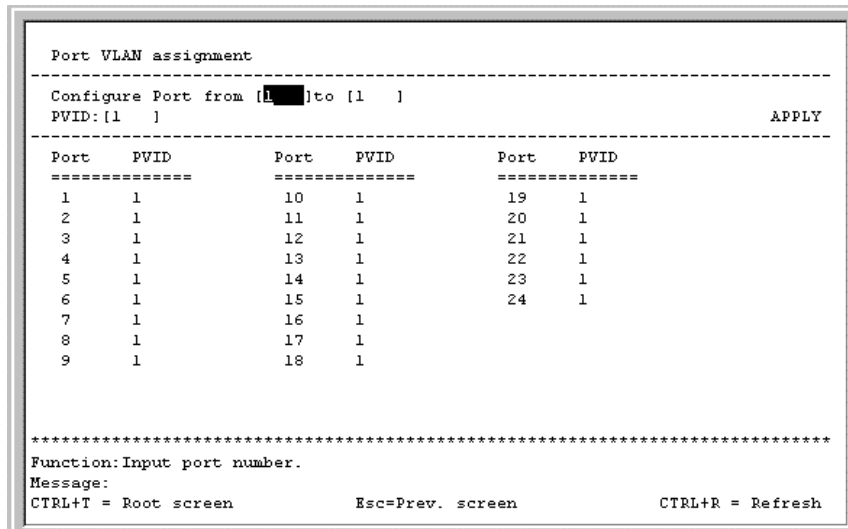 Port VLAN assignment
--------------------------------------------------------------------------------
Configure Port from [1   ]to [1   ]
PVID:[1   ] APPLY
--------------------------------------------------------------------------------
Port PVID Port PVID Port PVID
============== ============== ==============
1 1 10 1 19 1
2 1 11 1 20 1
3 1 12 1 21 1
4 1 13 1 22 1
5 1 14 1 23 1
6 1 15 1 24 1
7 1 16 1
8 1 17 1
9 1 18 1
********************************************************************************
Function:Input port number.
Message:
CTRL+T = Root screen Esc=Prev. screen CTRL+R = Refresh